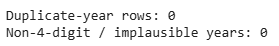 Duplicate-year rows: 0
Non-4-digit / implausible years: 0